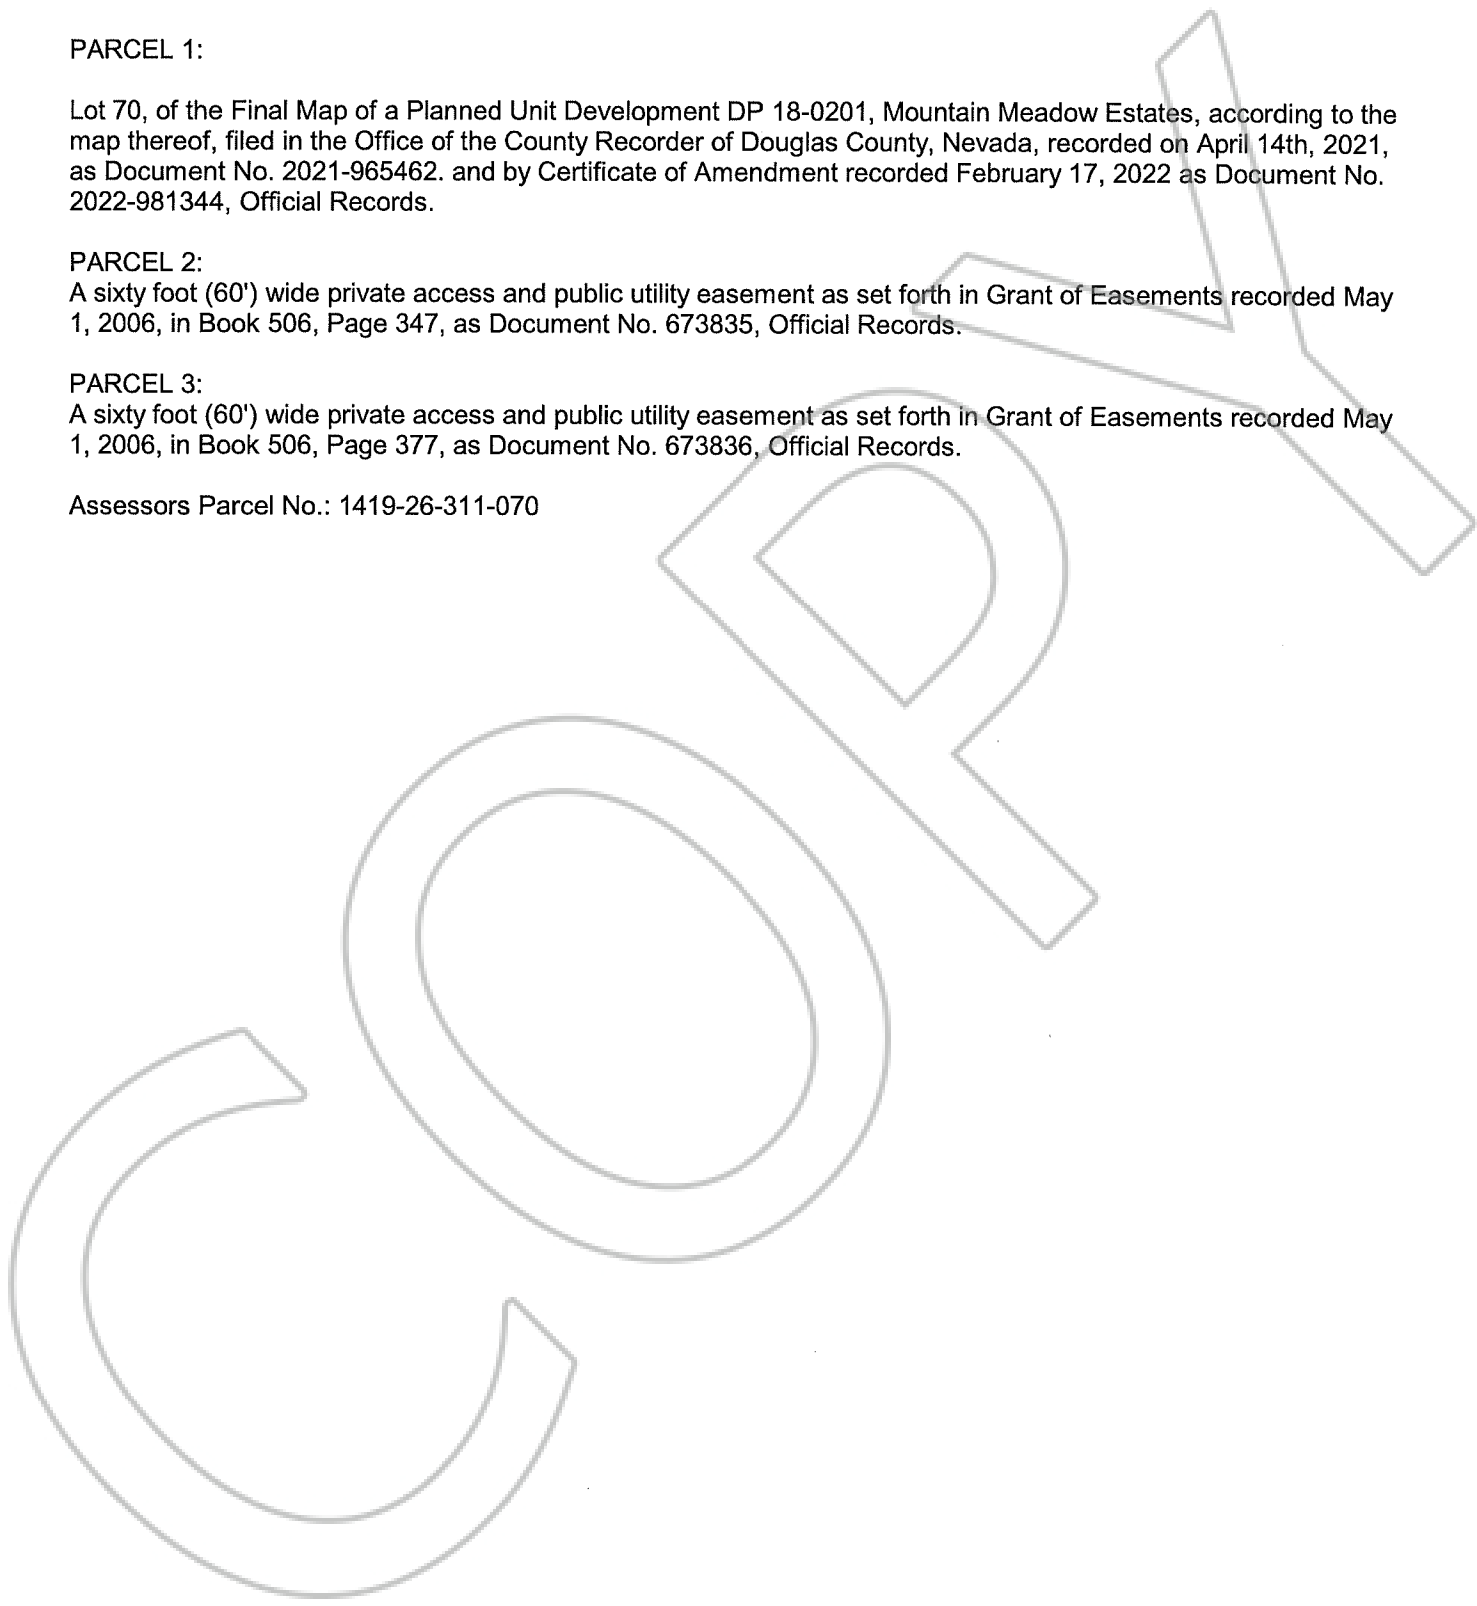 PARCEL 1:
Lot 70, of the Final Map of a Planned Unit Development DP 18-0201, Mountain Meadow Estates, according to the
map thereof, filed in the Office of the County Recorder of Douglas County, Nevada, recorded on April 14th, 2021,
as Document No. 2021-965462. and by Certificate of Amendment recorded February 17, 2022 as Document No.
2022-981344, Official Records.
PARCEL 2:
A sixty foot (60') wide private access and public utility easement as set forth in Grant of Easements recorded May
1, 2006, in Book 506, Page 347, as Document No. 673835, Official Records.
PARCEL 3:
A sixty foot (60') wide private access and public utility easement as set forth in Grant of Easements recorded May
1, 2006, in Book 506, Page 377, as Document No. 673836, Official Records.
Assessors Parcel No.: 1419-26-311-070
COPY